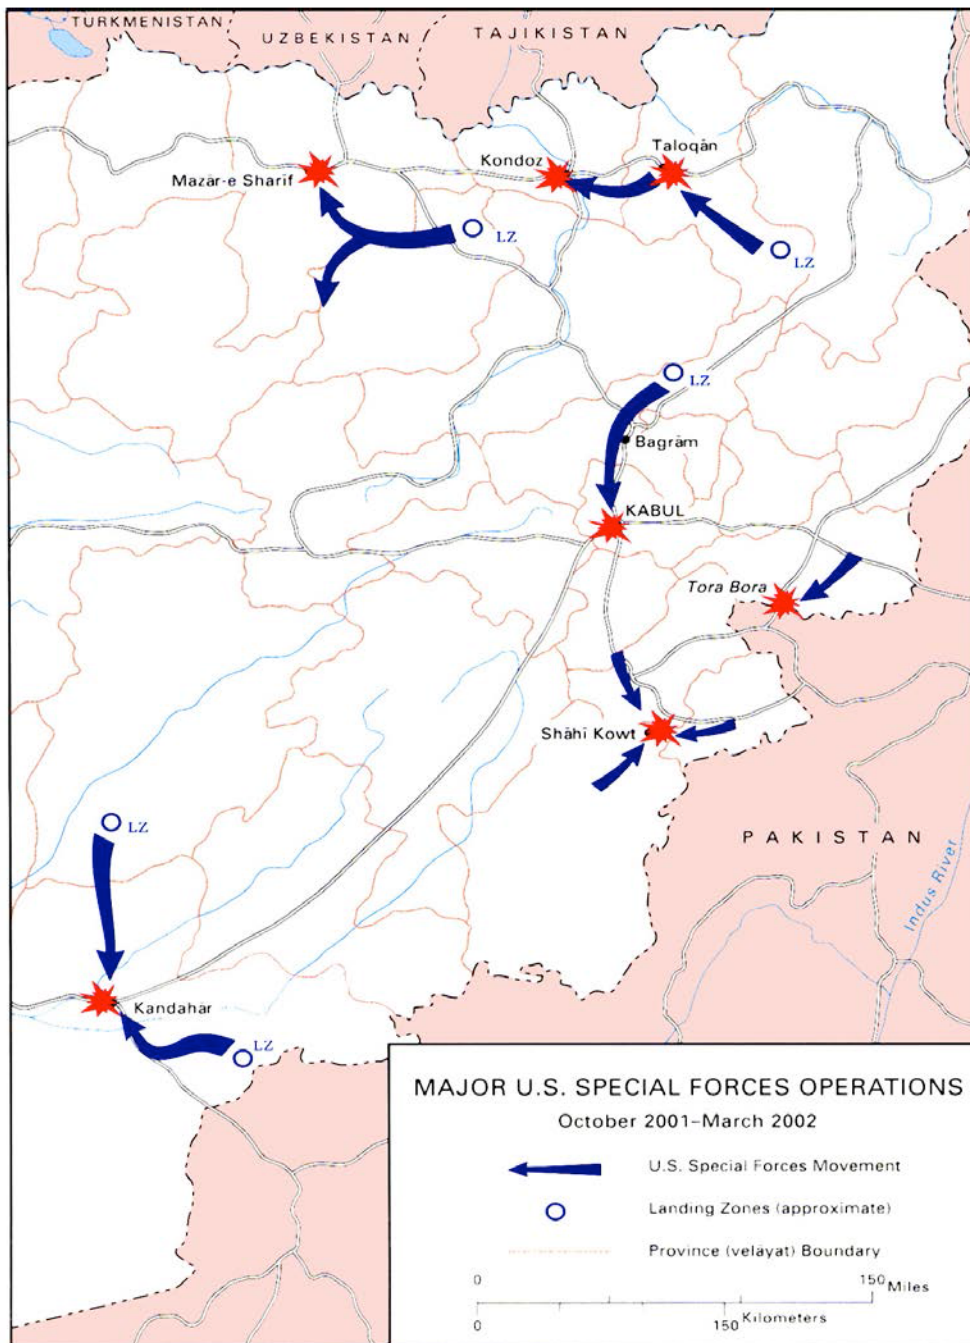 TURKMENISTAN
UZBEKISTAN
TAJIKISTAN
Taloqān
Kondoz
Mazār-e Sharīf
LZ
LZ
LZ
Bagrām
KABUL
Tora Bora
Shāhī Kowt
LZ
PAKISTAN
Indus River
Kandahār
LZ
MAJOR U.S. SPECIAL FORCES OPERATIONS
October 2001–March 2002
U.S. Special Forces Movement
Landing Zones (approximate)
Province (velāyat) Boundary
0 150 Miles
0 150 Kilometers